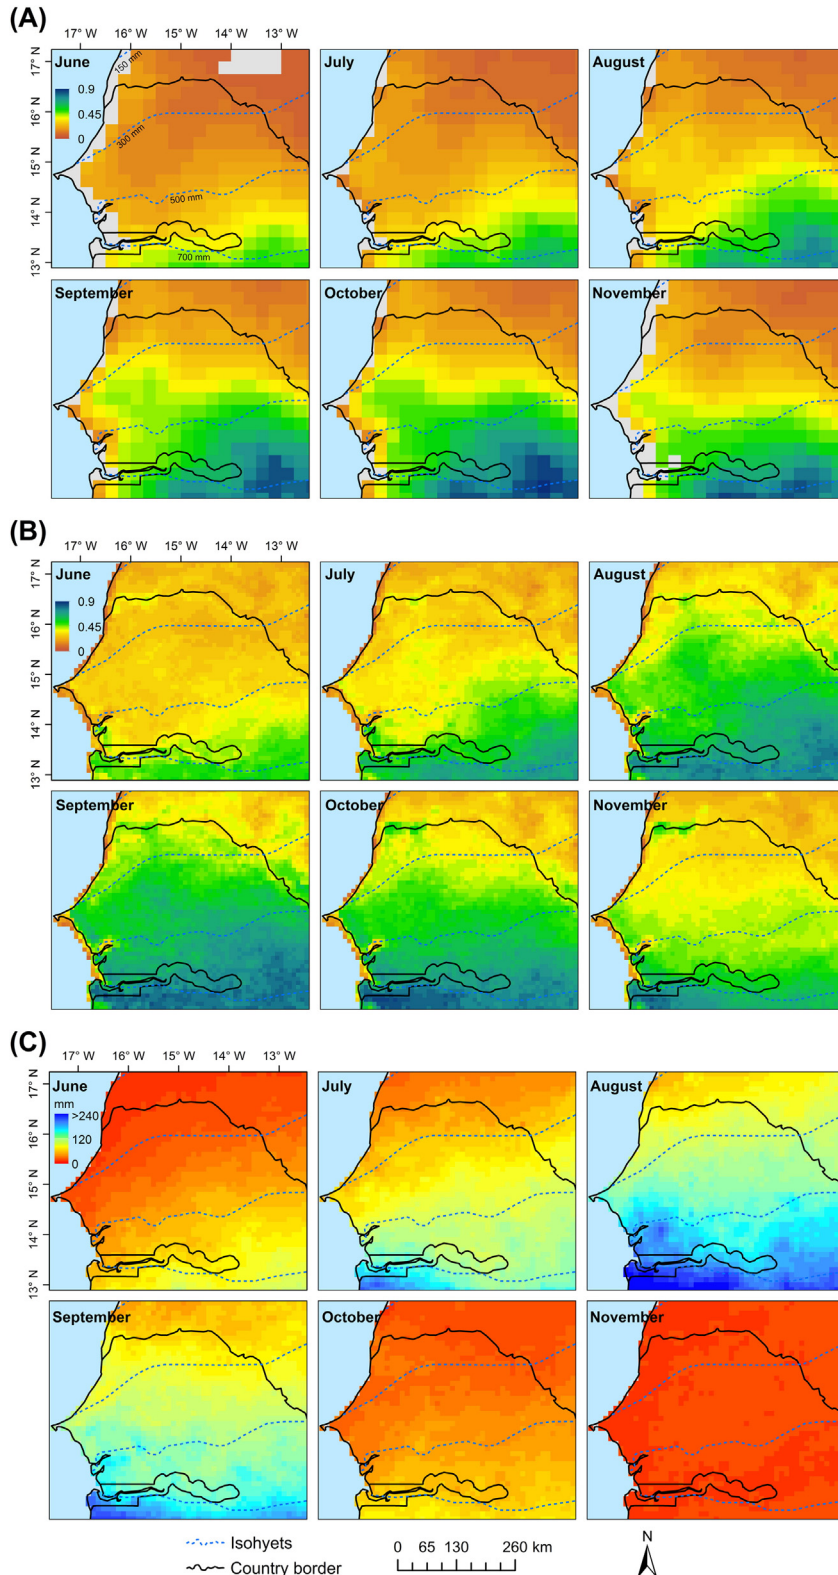 (A)
17° W 16° W 15° W 14° W 13° W
17° N 16° N 15° N 14° N 13° N
June
0.9
0.45
0
150 mm
300 mm
500 mm
700 mm
July
August
September
October
November
(B)
17° W 16° W 15° W 14° W 13° W
17° N 16° N 15° N 14° N 13° N
June
0.9
0.45
0
July
August
September
October
November
(C)
17° W 16° W 15° W 14° W 13° W
17° N 16° N 15° N 14° N 13° N
June
mm
>240
120
0
July
August
September
October
November
Isohyets
Country border
0 65 130 260 km
N